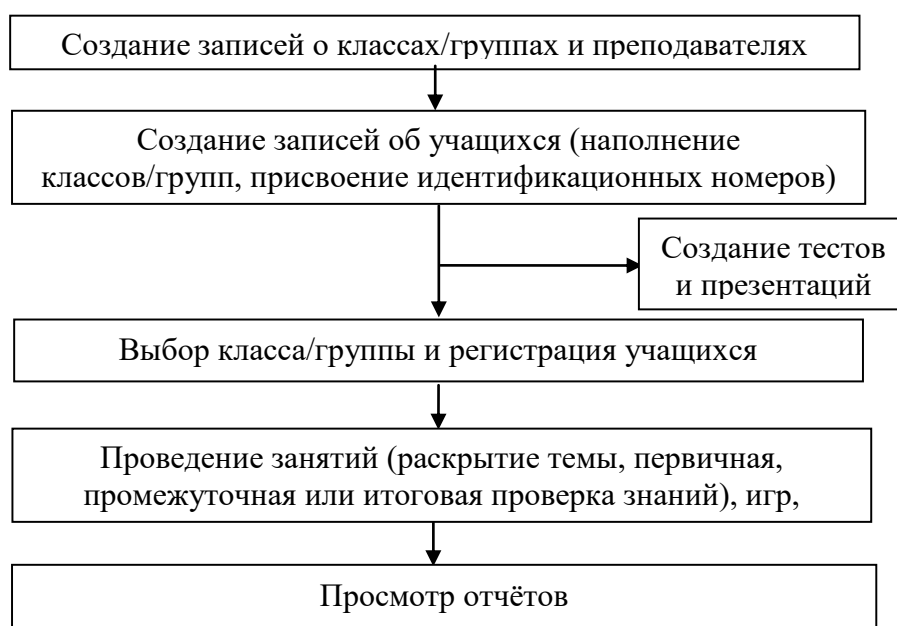 Создание записей о классах/группах и преподавателях
Создание записей об учащихся (наполнение
классов/групп, присвоение идентификационных номеров)
Создание тестов
и презентаций
Выбор класса/группы и регистрация учащихся
Проведение занятий (раскрытие темы, первичная,
промежуточная или итоговая проверка знаний), игр,
Просмотр отчётов